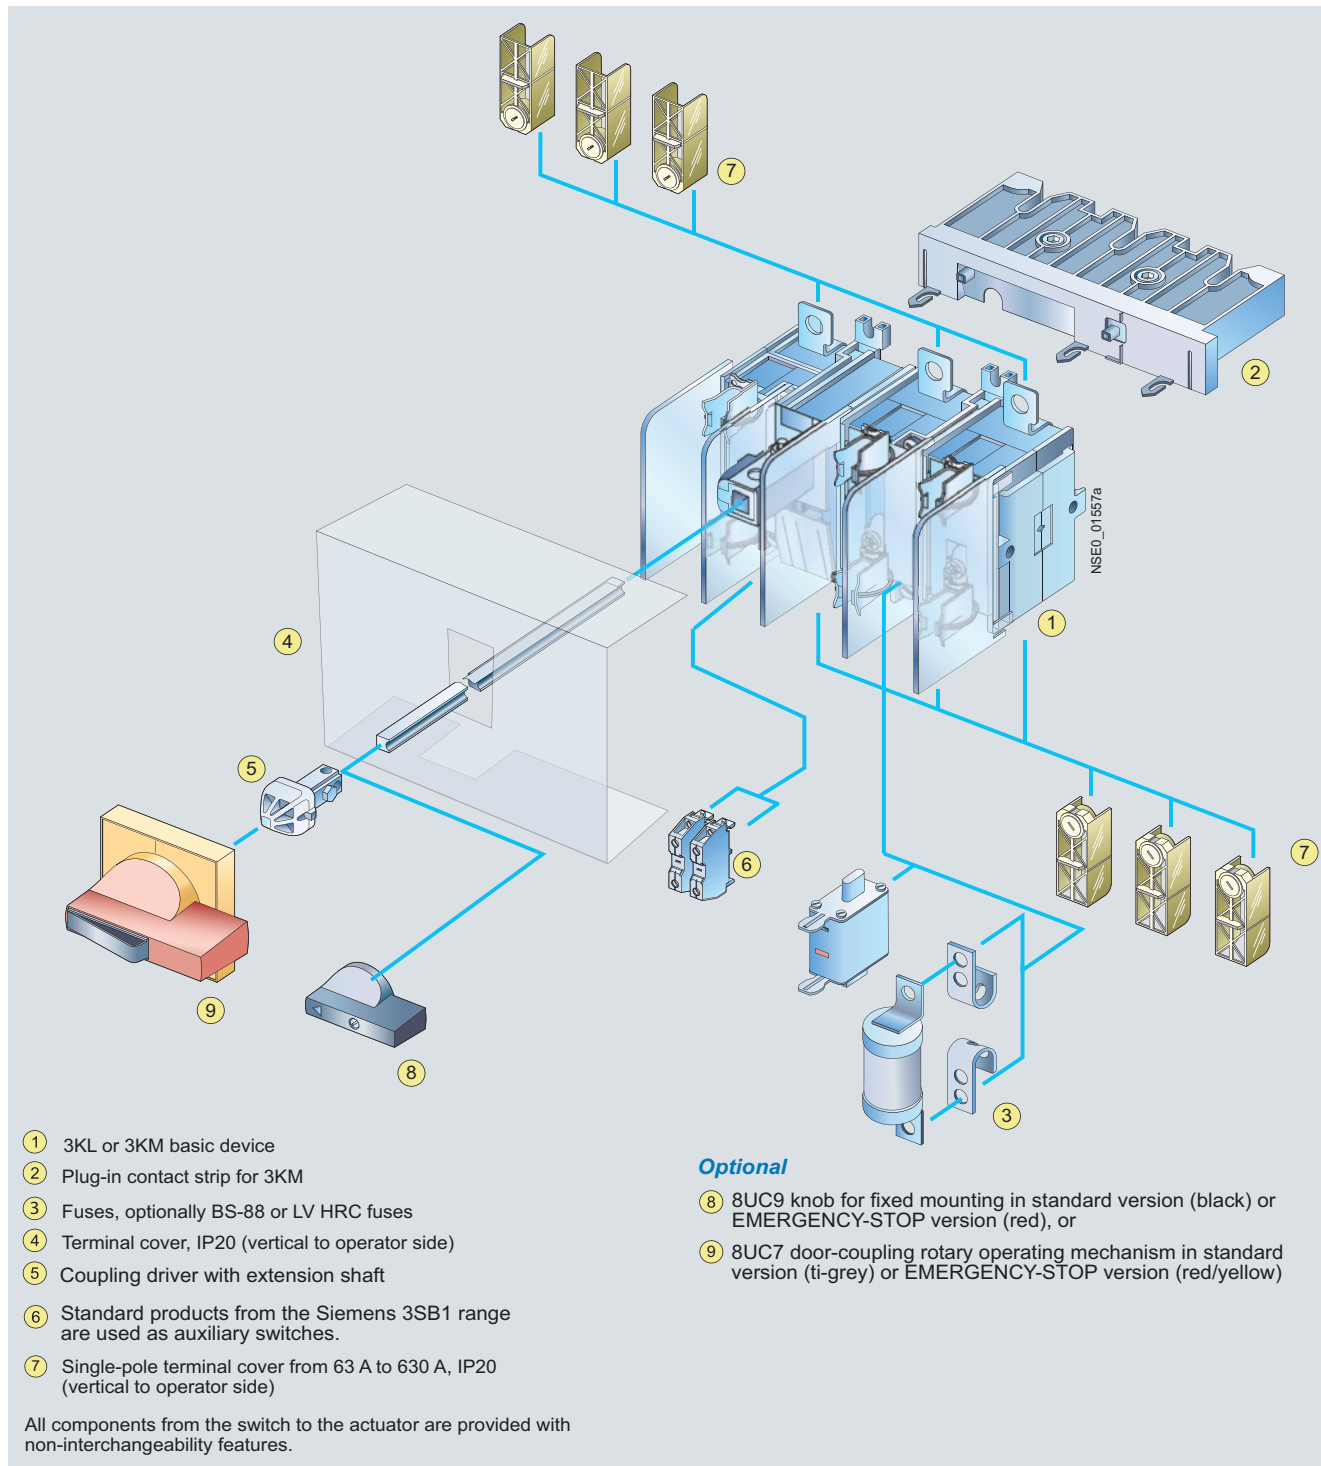 7
2
NSE0_01557a
1
4
5
6
7
9
8
3
1 3KL or 3KM basic device
2 Plug-in contact strip for 3KM
3 Fuses, optionally BS-88 or LV HRC fuses
4 Terminal cover, IP20 (vertical to operator side)
5 Coupling driver with extension shaft
6 Standard products from the Siemens 3SB1 range
are used as auxiliary switches.
7 Single-pole terminal cover from 63 A to 630 A, IP20
(vertical to operator side)
All components from the switch to the actuator are provided with
non-interchangeability features.
Optional
8 8UC9 knob for fixed mounting in standard version (black) or
EMERGENCY-STOP version (red), or
9 8UC7 door-coupling rotary operating mechanism in standard
version (ti-grey) or EMERGENCY-STOP version (red/yellow)